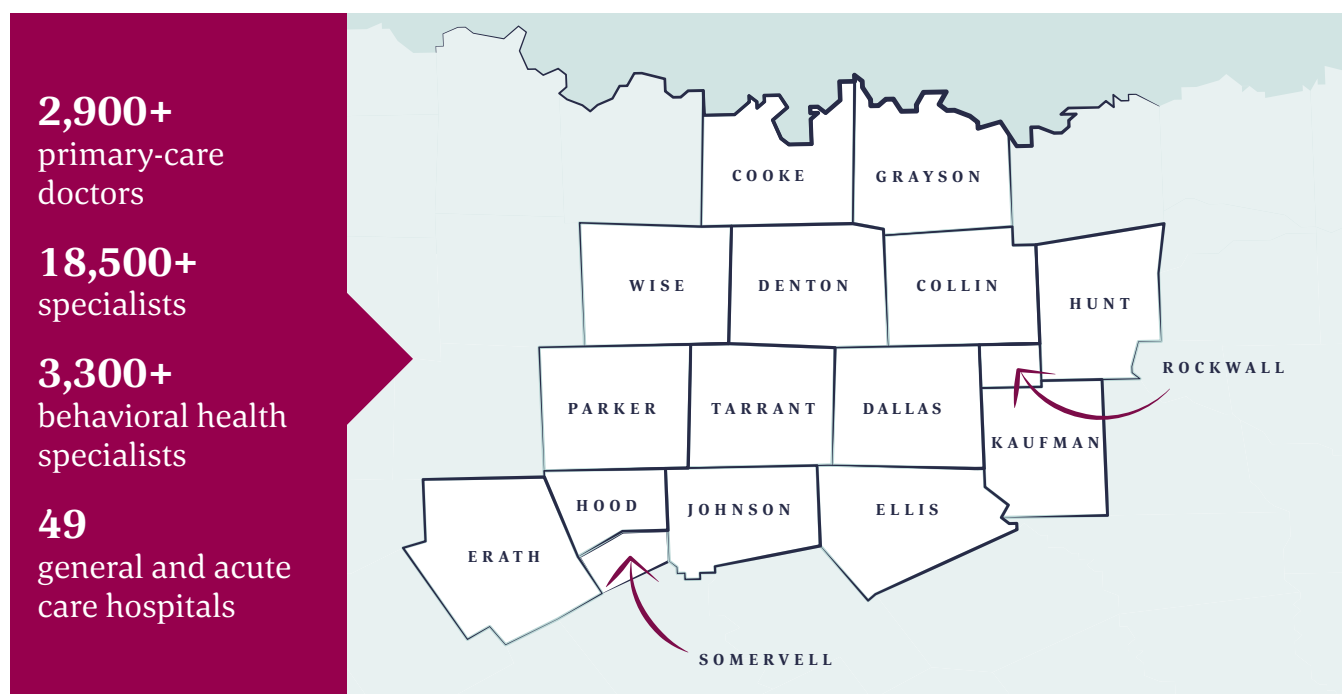 2,900+
primary-care
doctors
18,500+
specialists
3,300+
behavioral health
specialists
49
general and acute
care hospitals
COOKE
GRAYSON
WISE
DENTON
COLLIN
HUNT
ROCKWALL
PARKER
TARRANT
DALLAS
KAUFMAN
HOOD
JOHNSON
ELLIS
ERATH
SOMERVELL